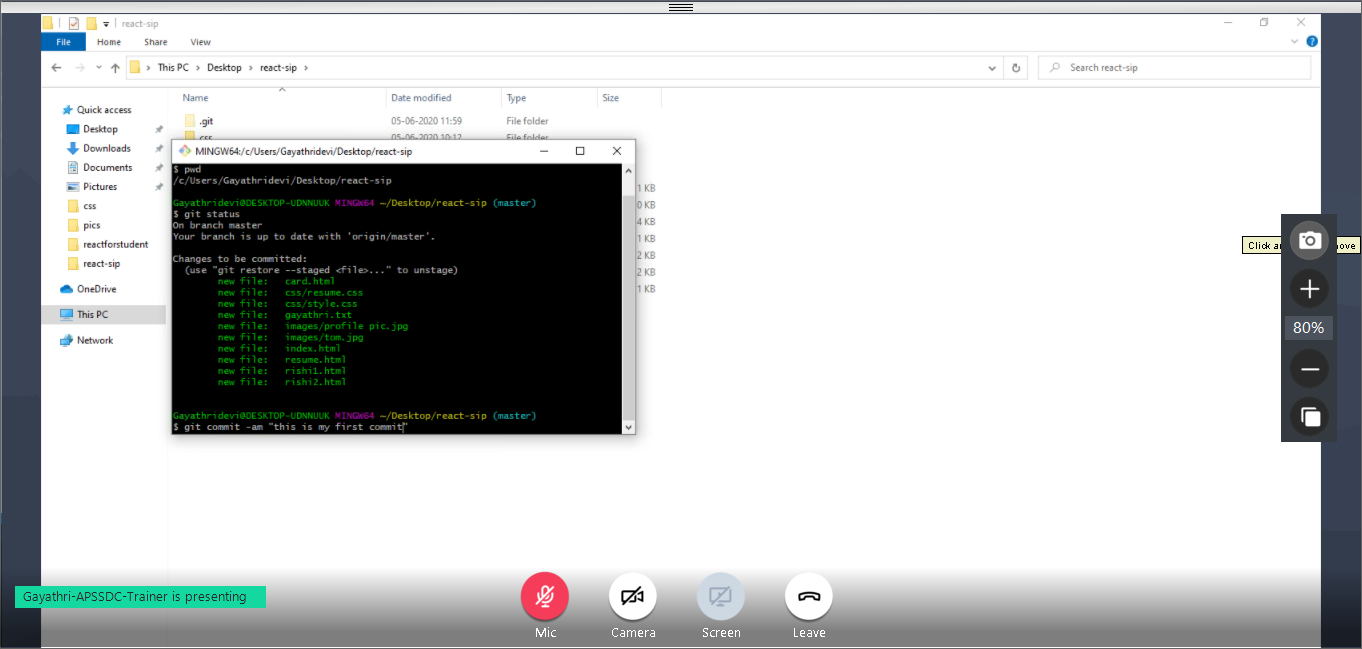 react-sip
File Home Share View
This PC > Desktop > react-sip >
Search react-sip
Name Date modified Type Size
Quick access
Desktop
Downloads
Documents
Pictures
css
pics
reactforstudent
react-sip
OneDrive
This PC
Network
.git 05-06-2020 11:59 File folder
css 05-06-2020 10:12 File folder
1 KB
0 KB
4 KB
1 KB
2 KB
2 KB
1 KB
MINGW64:/c/Users/Gayathridevi/Desktop/react-sip
$ pwd
/c/Users/Gayathridevi/Desktop/react-sip
Gayathridevi@DESKTOP-UDNNUUK MINGW64 ~/Desktop/react-sip (master)
$ git status
On branch master
Your branch is up to date with 'origin/master'.
Changes to be committed:
(use "git restore --staged <file>..." to unstage)
new file: card.html
new file: css/resume.css
new file: css/style.css
new file: gayathri.txt
new file: images/profile pic.jpg
new file: images/tom.jpg
new file: index.html
new file: resume.html
new file: rishi1.html
new file: rishi2.html
Gayathridevi@DESKTOP-UDNNUUK MINGW64 ~/Desktop/react-sip (master)
$ git commit -am "this is my first commit"
Click
80%
Gayathri-APSSDC-Trainer is presenting
Mic Camera Screen Leave